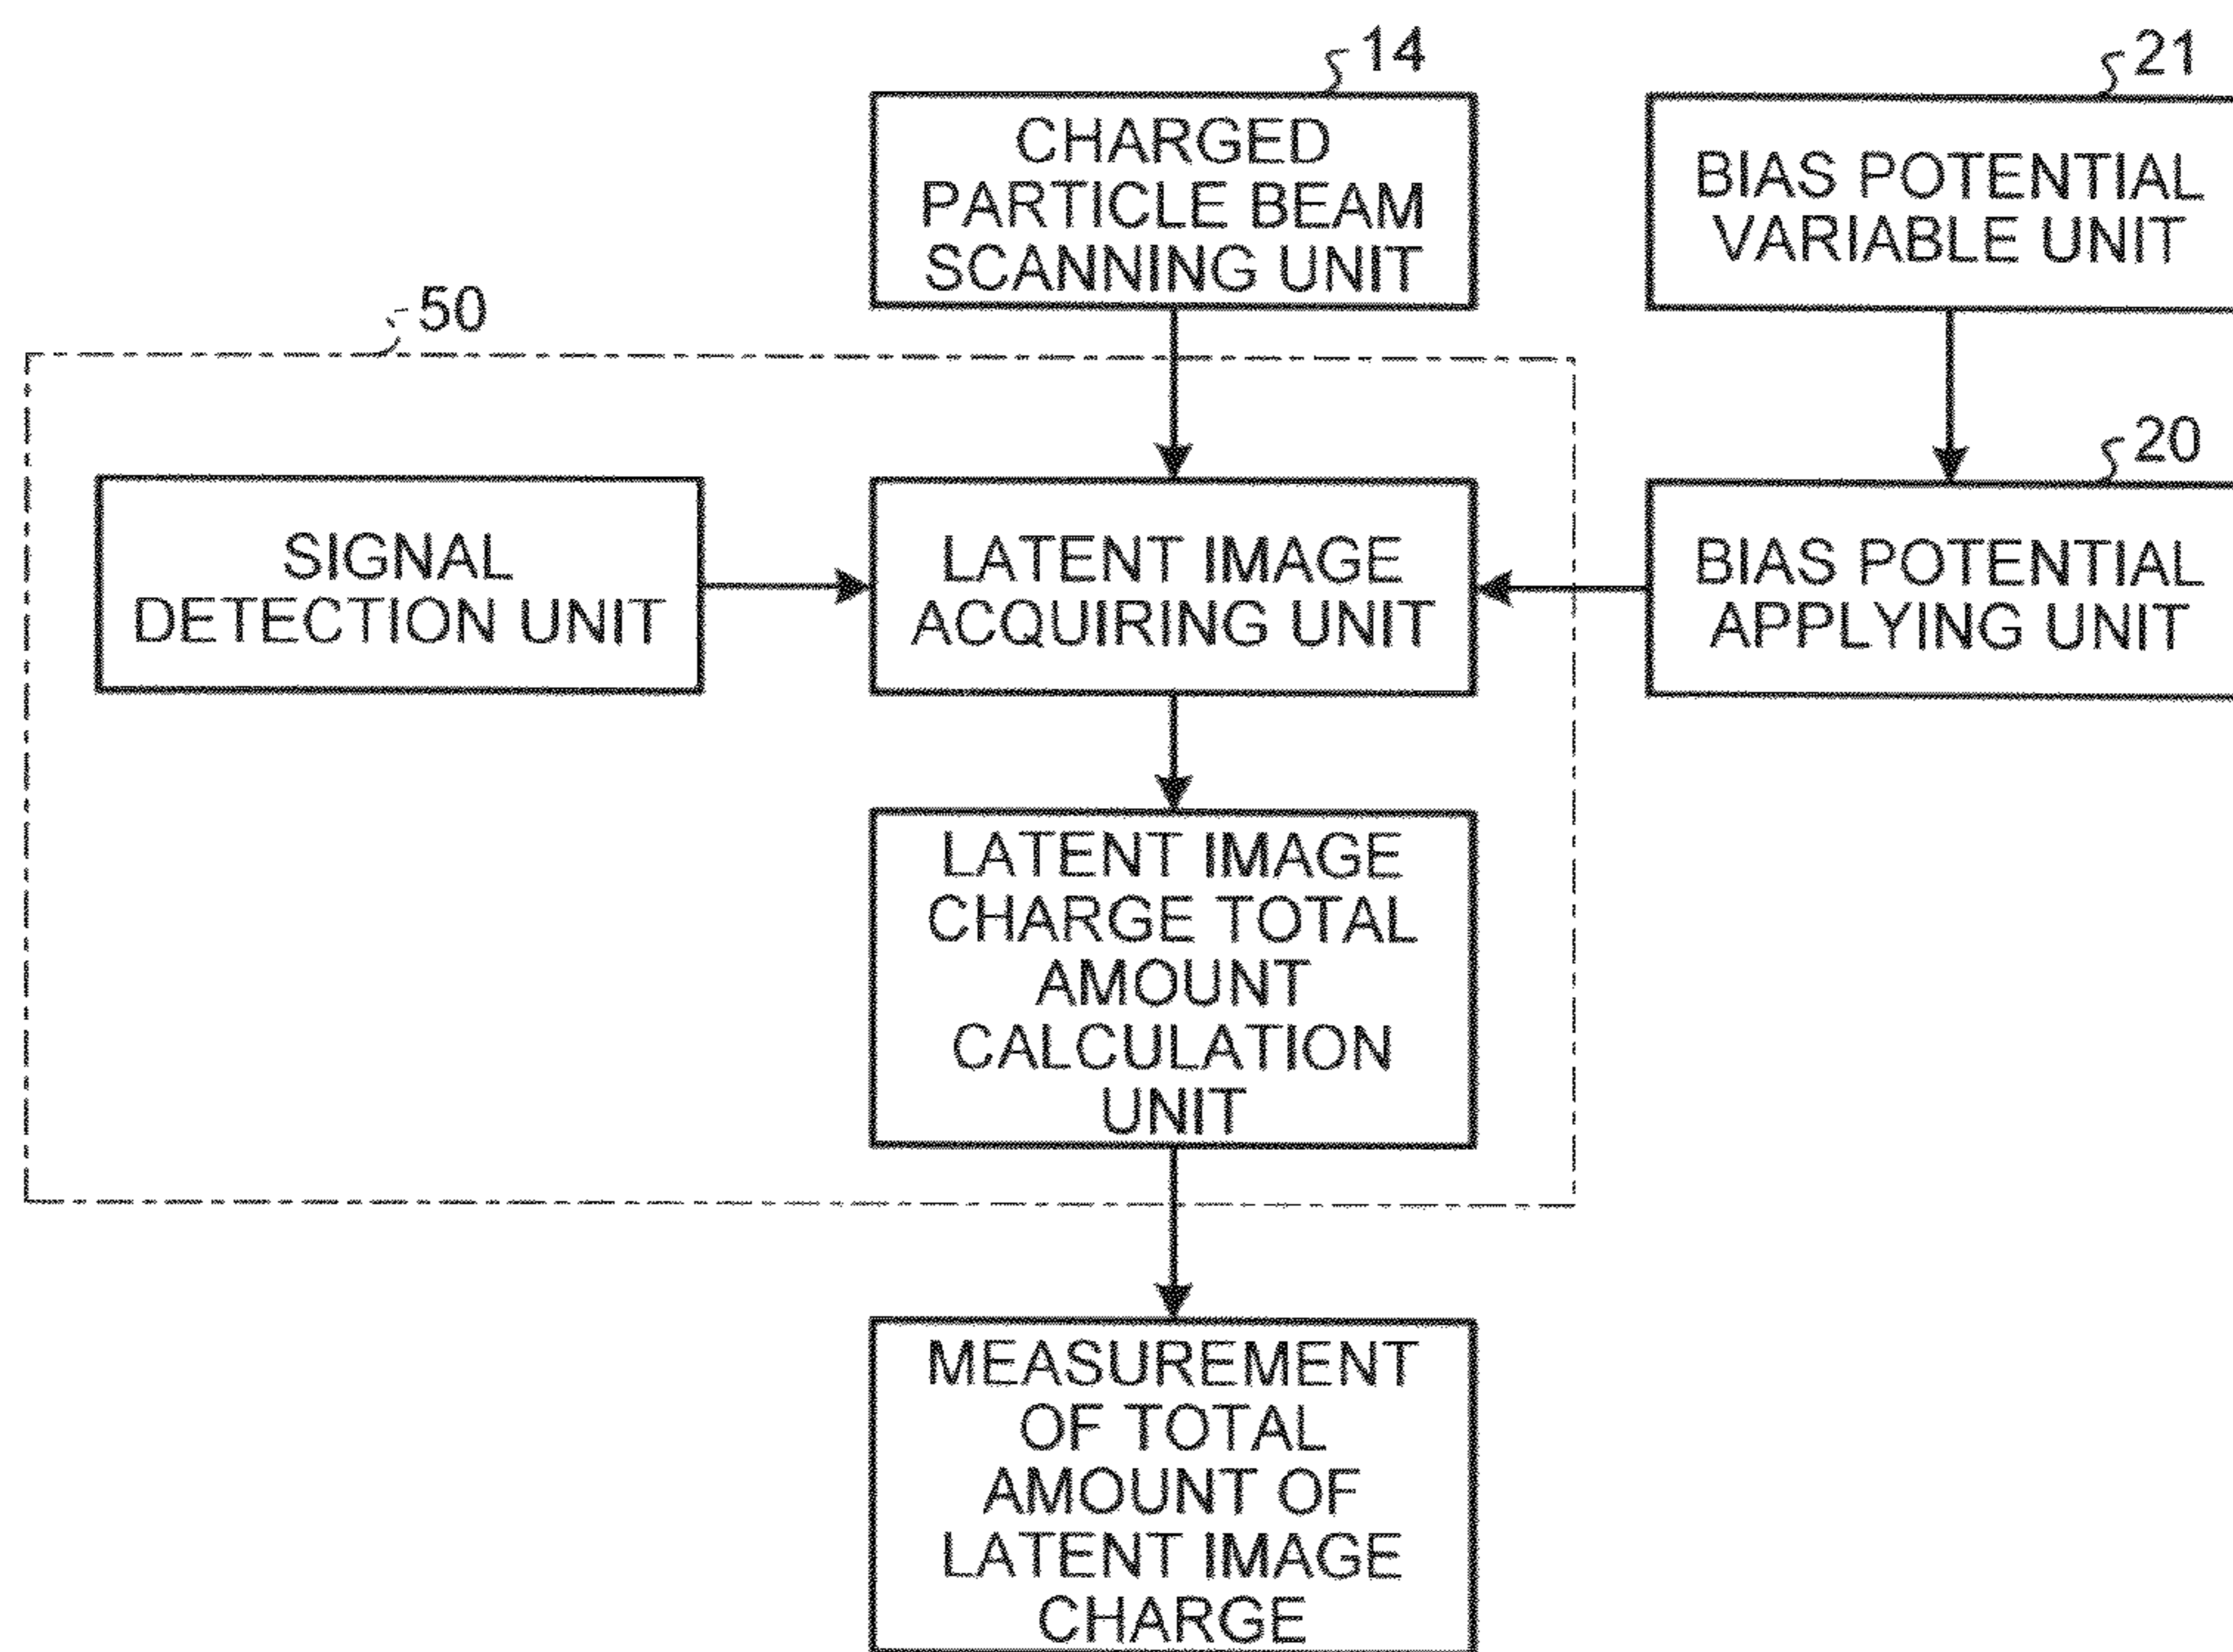 14
CHARGED
PARTICLE BEAM
SCANNING UNIT
21
BIAS POTENTIAL
VARIABLE UNIT
50
SIGNAL
DETECTION UNIT
LATENT IMAGE
ACQUIRING UNIT
20
BIAS POTENTIAL
APPLYING UNIT
LATENT IMAGE
CHARGE TOTAL
AMOUNT
CALCULATION
UNIT
MEASUREMENT
OF TOTAL
AMOUNT OF
LATENT IMAGE
CHARGE